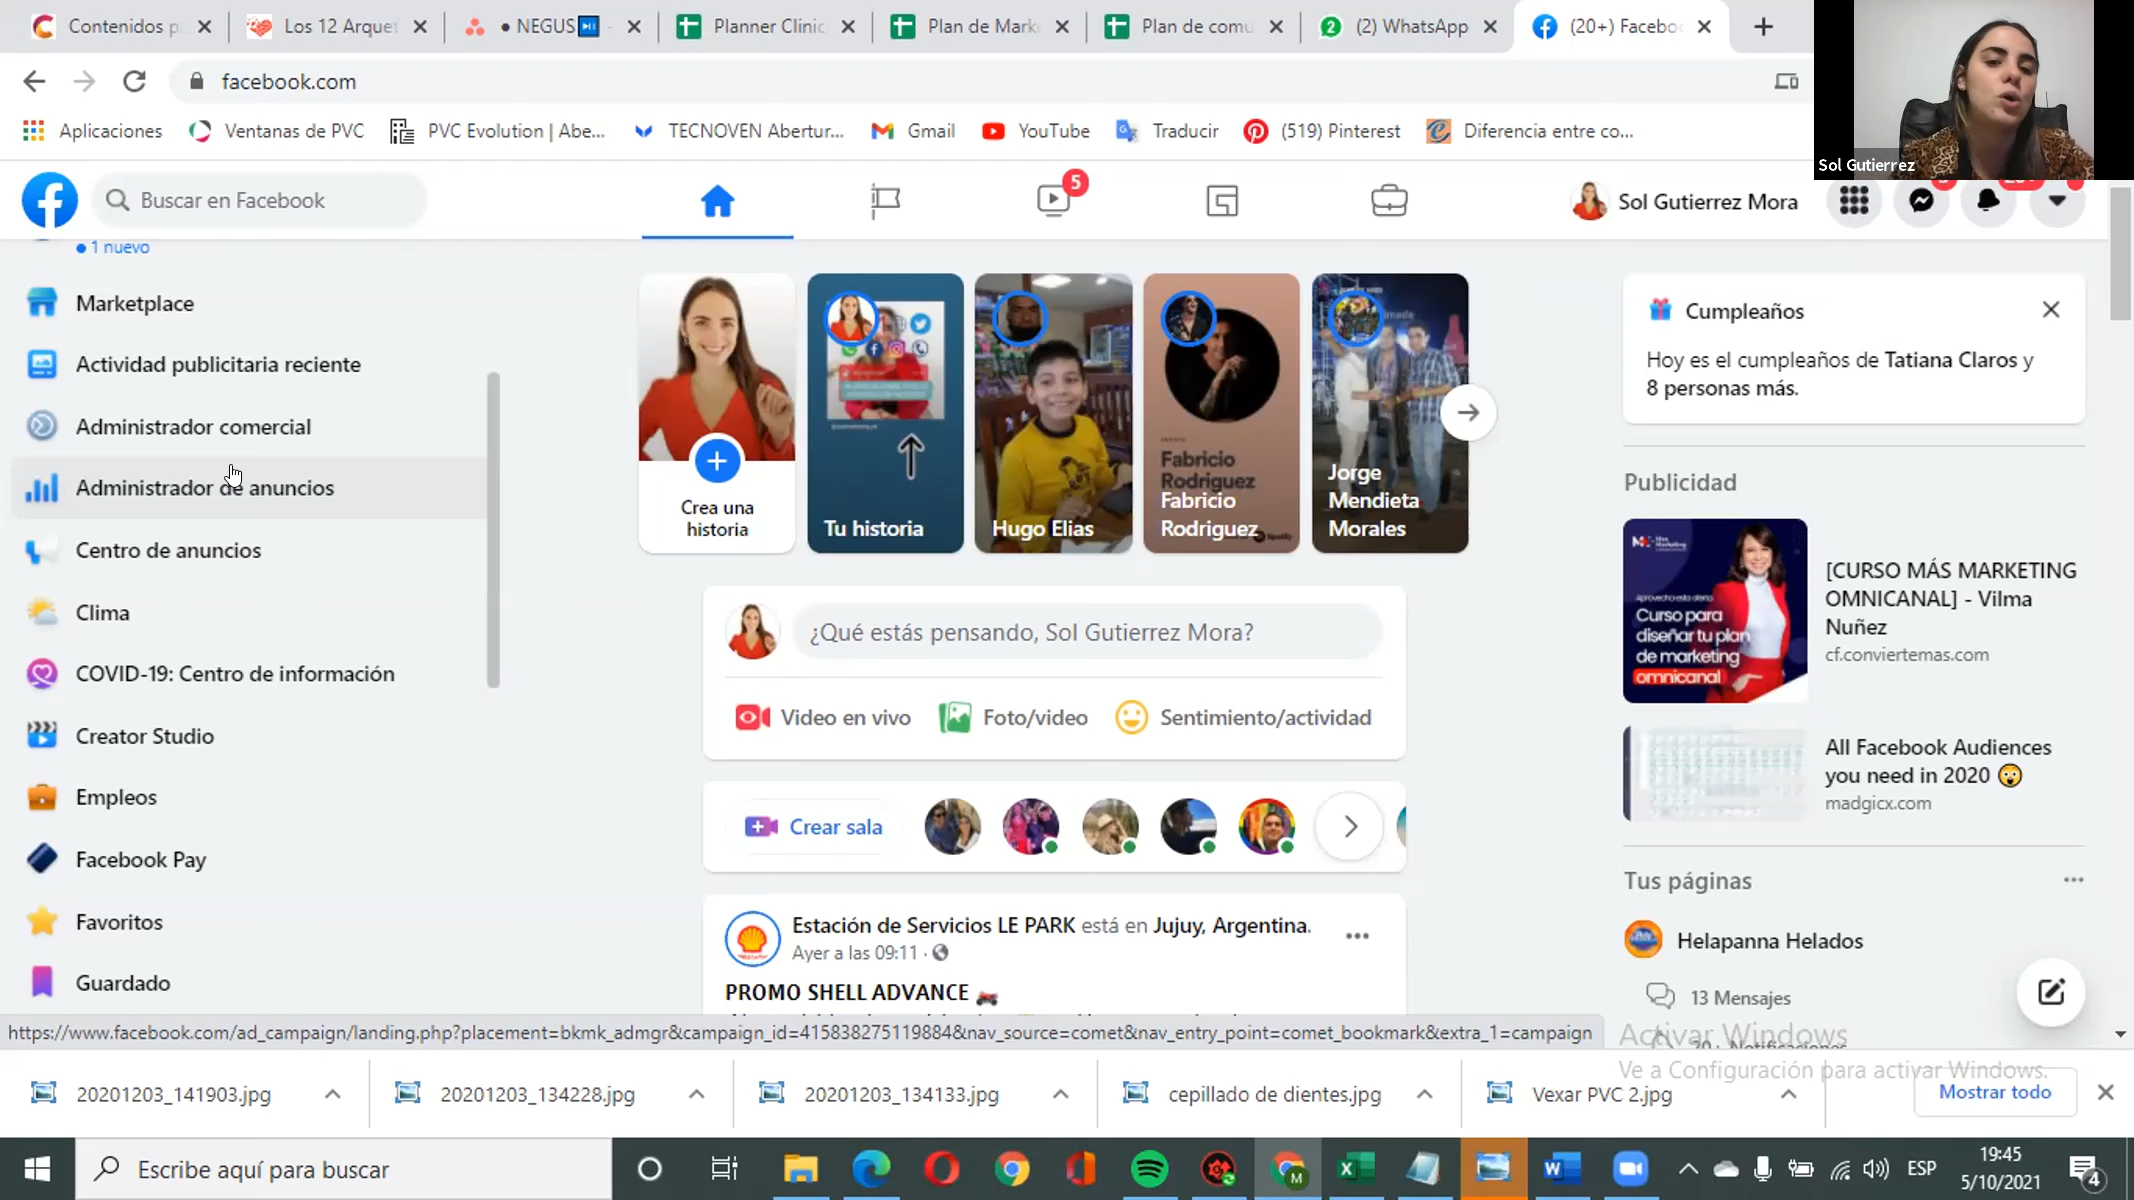 Contenidos p
Los 12 Arquet
• NEGUS
Planner Clinic
Plan de Mark
Plan de comu
(2) WhatsApp
(20+) Facebo
facebook.com
Aplicaciones
Ventanas de PVC
PVC Evolution | Abe...
TECNOVEN Abertur...
Gmail
YouTube
Traducir
(519) Pinterest
Diferencia entre co...
Sol Gutierrez
Buscar en Facebook
5
Sol Gutierrez Mora
1 nuevo
Marketplace
Actividad publicitaria reciente
Administrador comercial
Administrador de anuncios
Centro de anuncios
Clima
COVID-19: Centro de información
Creator Studio
Empleos
Facebook Pay
Favoritos
Guardado
Crea una
historia
Tu historia
Hugo Elias
Fabricio
Rodriguez
Fabricio
Rodriguez
Jorge
Mendieta
Morales
¿Qué estás pensando, Sol Gutierrez Mora?
Video en vivo
Foto/video
Sentimiento/actividad
Crear sala
Estación de Servicios LE PARK está en Jujuy, Argentina.
Ayer a las 09:11 ·
PROMO SHELL ADVANCE
Cumpleaños
Hoy es el cumpleaños de Tatiana Claros y
8 personas más.
Publicidad
Curso para
diseñar tu plan
de marketing
omnicanal
[CURSO MÁS MARKETING
OMNICANAL] - Vilma
Nuñez
cf.conviertemas.com
All Facebook Audiences
you need in 2020
madgicx.com
Tus páginas
Helapanna Helados
13 Mensajes
Activar Windows
Ve a Configuración para activar Windows.
https://www.facebook.com/ad_campaign/landing.php?placement=bkmk_admgr&campaign_id=415838275119884&nav_source=comet&nav_entry_point=comet_bookmark&extra_1=campaign
20201203_141903.jpg
20201203_134228.jpg
20201203_134133.jpg
cepillado de dientes.jpg
Vexar PVC 2.jpg
Mostrar todo
Escribe aquí para buscar
ESP
19:45
5/10/2021
4